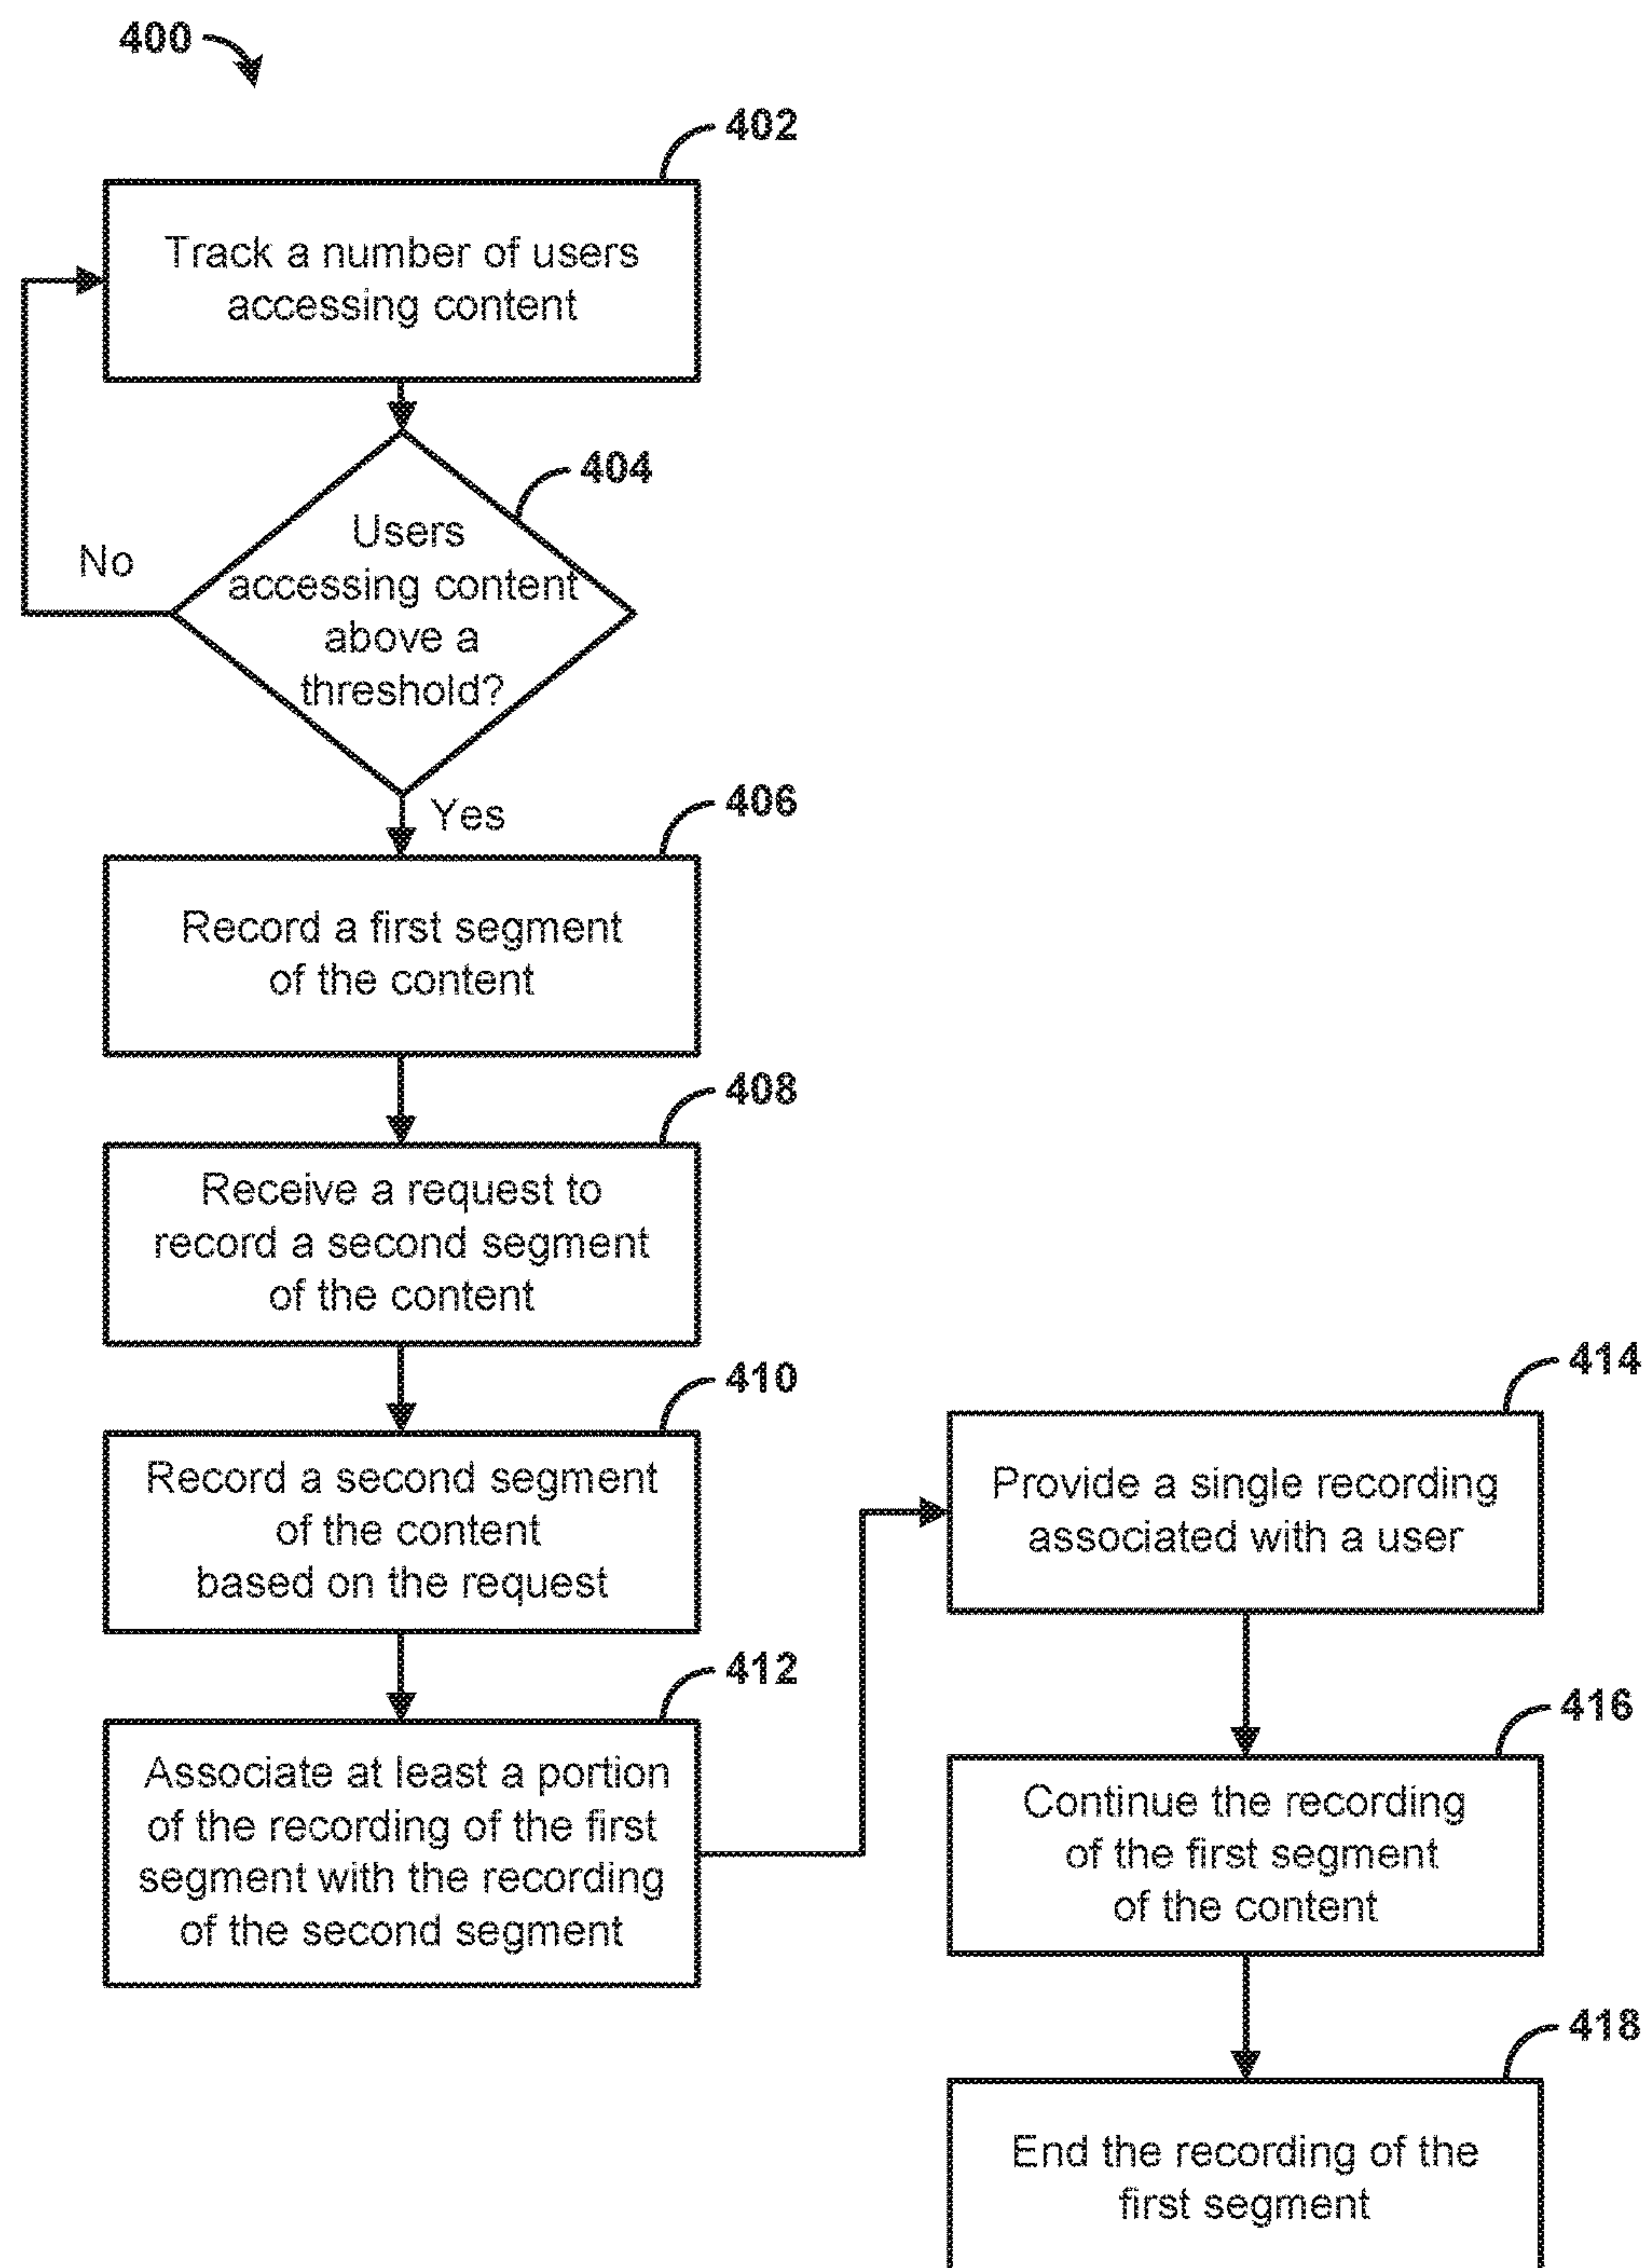 400
402
Track a number of users
accessing content
404
Users
accessing content
above a
threshold?
No
Yes
406
Record a first segment
of the content
408
Receive a request to
record a second segment
of the content
410
Record a second segment
of the content
based on the request
412
Associate at least a portion
of the recording of the first
segment with the recording
of the second segment
414
Provide a single recording
associated with a user
416
Continue the recording
of the first segment
of the content
418
End the recording of the
first segment